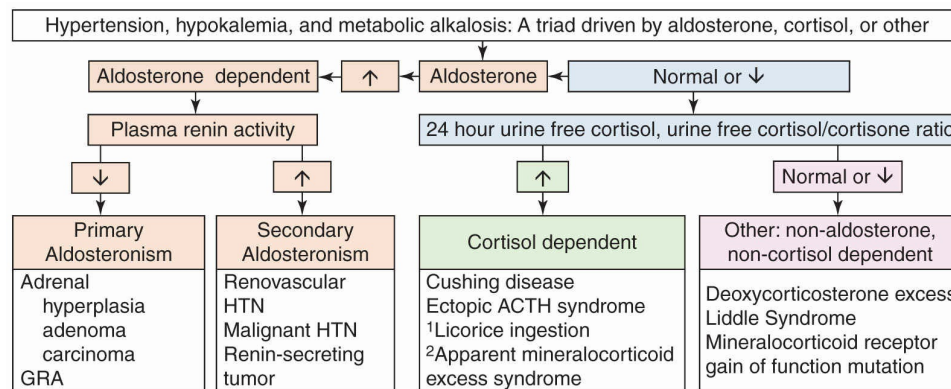 Hypertension, hypokalemia, and metabolic alkalosis: A triad driven by aldosterone, cortisol, or other
Aldosterone dependent ↑ Aldosterone Normal or ↓
Plasma renin activity
24 hour urine free cortisol, urine free cortisol/cortisone ratio
↓ ↑ ↑ Normal or ↓
Primary
Aldosteronism
Adrenal
hyperplasia
adenoma
carcinoma
GRA
Secondary
Aldosteronism
Renovascular
HTN
Malignant HTN
Renin-secreting
tumor
Cortisol dependent
Cushing disease
Ectopic ACTH syndrome
¹Licorice ingestion
²Apparent mineralocorticoid
excess syndrome
Other: non-aldosterone,
non-cortisol dependent
Deoxycorticosterone excess
Liddle Syndrome
Mineralocorticoid receptor
gain of function mutation